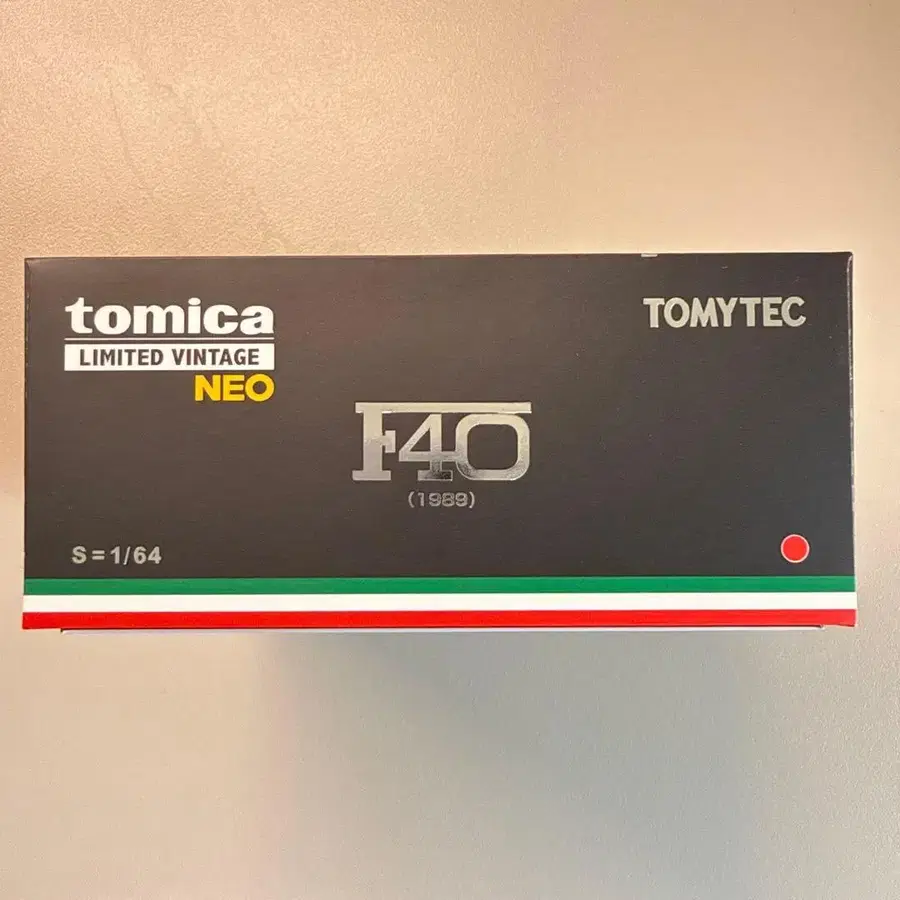 tomica
LIMITED VINTAGE
NEO
TOMYTEC
F40
(1989)
S=1/64